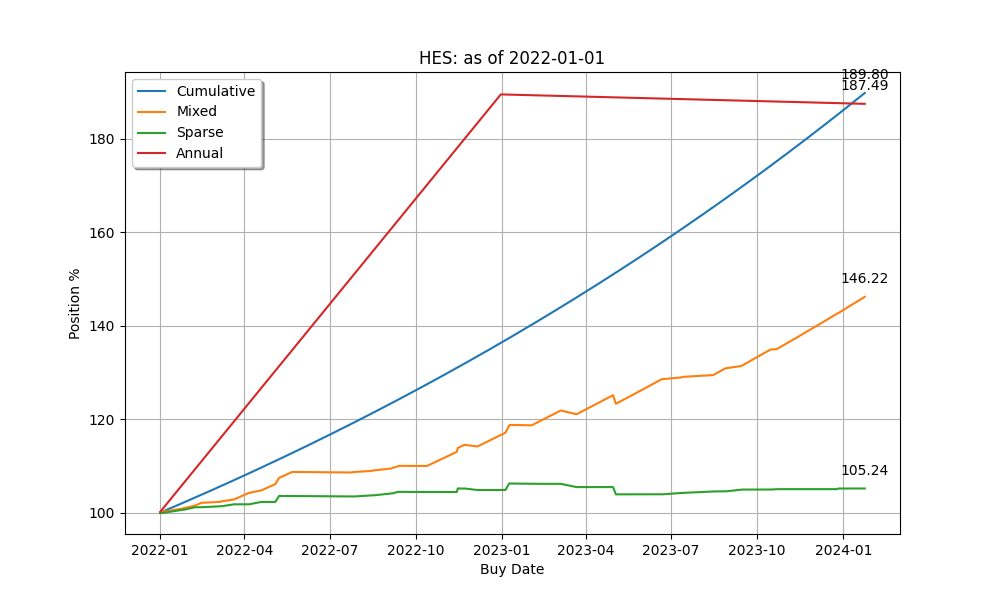 HES: as of 2022-01-01
189.80
187.49
Cumulative
Mixed
Sparse
Annual
180
160
146.22
140
120
105.24
100
Position %
2022-01 2022-04 2022-07 2022-10 2023-01 2023-04 2023-07 2023-10 2024-01
Buy Date